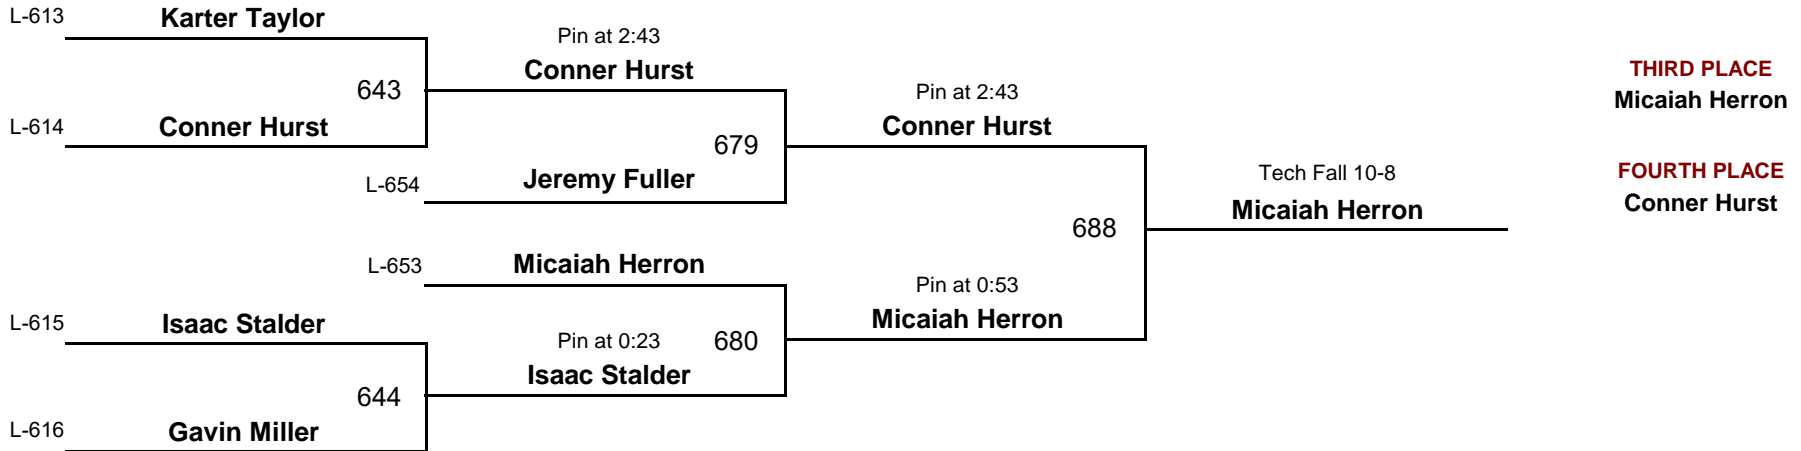 L-613
Karter Taylor
Pin at 2:43
Conner Hurst
643
L-614
Conner Hurst
Pin at 2:43
Conner Hurst
679
L-654
Jeremy Fuller
Tech Fall 10-8
Micaiah Herron
688
L-653
Micaiah Herron
Pin at 0:53
Micaiah Herron
L-615
Isaac Stalder
Pin at 0:23
680
Isaac Stalder
644
L-616
Gavin Miller
THIRD PLACE
Micaiah Herron
FOURTH PLACE
Conner Hurst